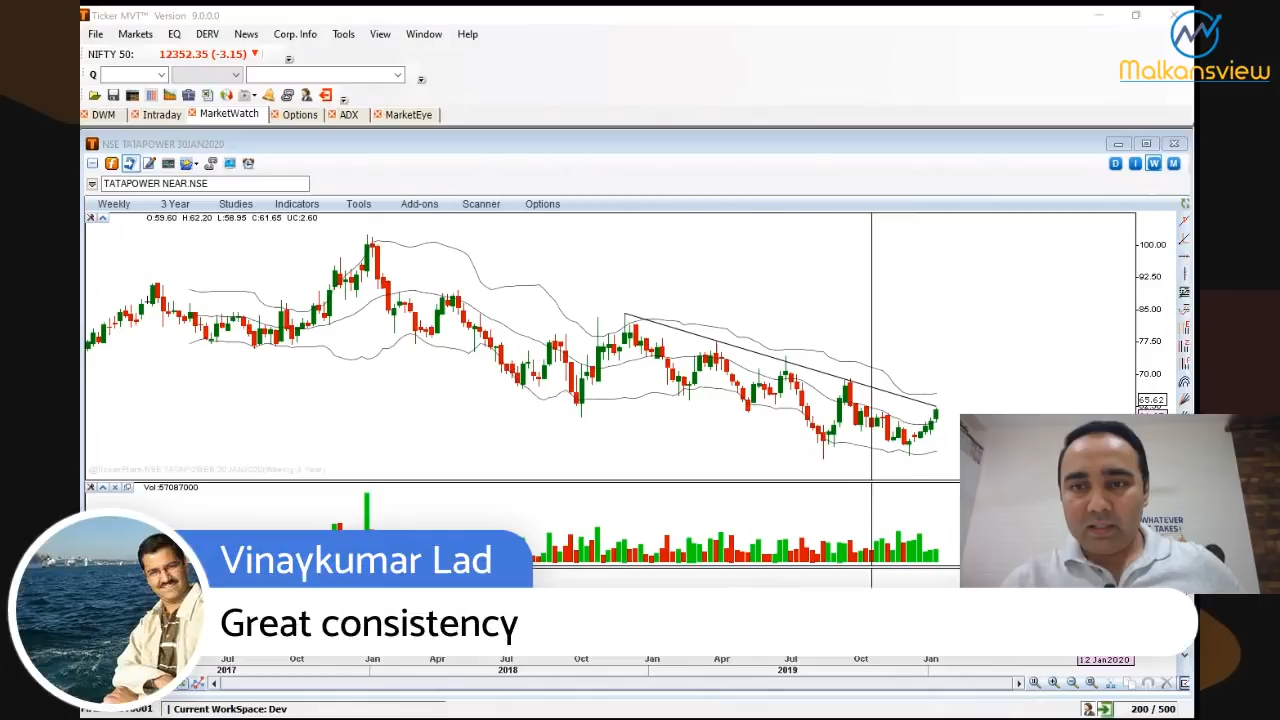 Ticker MVT™ Version 9.0.0.0
Malkansview
File Markets EQ DERV News Corp. Info Tools View Window Help
NIFTY 50: 12352.35 (-3.15)
Q
DWM Intraday MarketWatch Options ADX MarketEye
NSE TATAPOWER 30JAN2020
D I W M
TATAPOWER NEAR.NSE
Weekly 3 Year Studies Indicators Tools Add-ons Scanner Options
O:59.60 H:62.20 L:58.95 C:61.65 UC:2.60
100.00
92.50
85.00
77.50
70.00
65.62
Vol:57087000
WHATEVER
TAKES!
Vinaykumar Lad
Great consistency
Jul Oct Jan Apr Jul Oct Jan Apr Jul Oct Jan
2017 2018 2019
12 Jan2020
Current WorkSpace: Dev
200 / 500